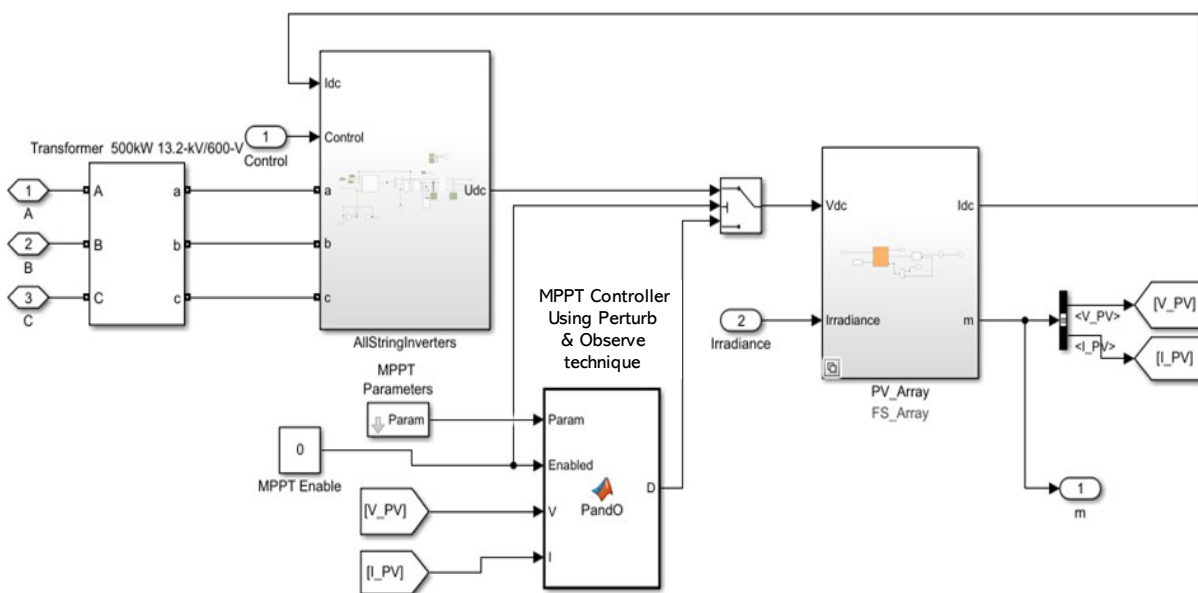 Transformer 500kW 13.2-kV/600-V
1
A
2
B
3
C
A
B
C
a
b
c
1
Control
Idc
Control
a
b
c
Udc
AllStringInverters
MPPT
Parameters
Param
0
MPPT Enable
[V_PV]
[I_PV]
MPPT Controller
Using Perturb
& Observe
technique
Param
Enabled
V
I
D
PandO
2
Irradiance
Vdc
Irradiance
Idc
m
PV_Array
FS_Array
<V_PV>
<I_PV>
[V_PV]
[I_PV]
1
m